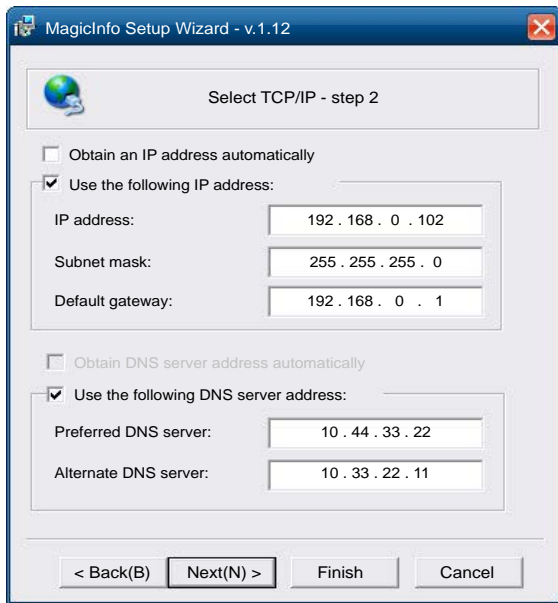 MagicInfo Setup Wizard - v.1.12
Select TCP/IP - step 2
Obtain an IP address automatically
Use the following IP address:
IP address: 192 . 168 . 0 . 102
Subnet mask: 255 . 255 . 255 . 0
Default gateway: 192 . 168 . 0 . 1
Obtain DNS server address automatically
Use the following DNS server address:
Preferred DNS server: 10 . 44 . 33 . 22
Alternate DNS server: 10 . 33 . 22 . 11
< Back(B) Next(N) > Finish Cancel